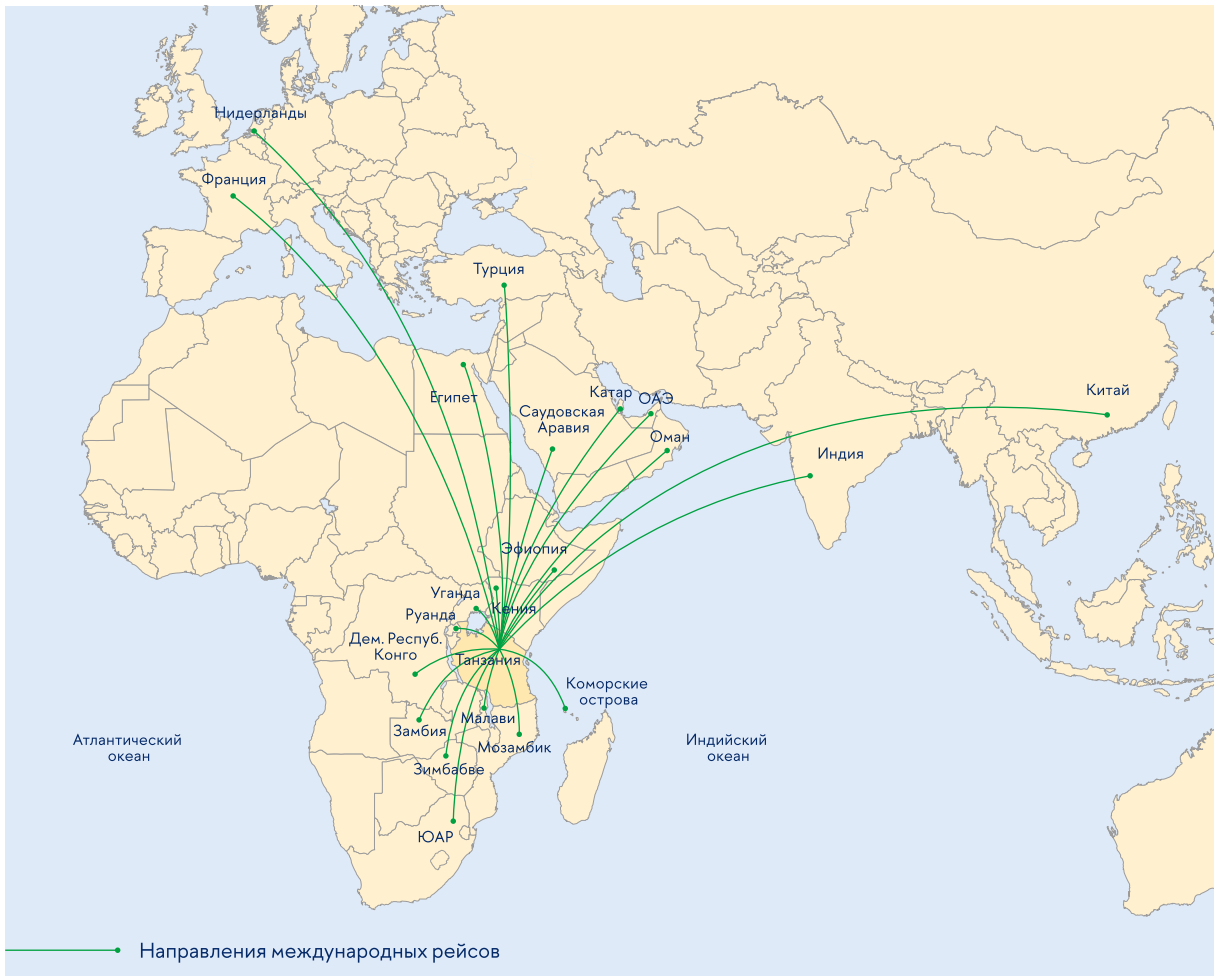 Нидерланды
Франция
Турция
Египет
Катар
ОАЭ
Саудовская
Аравия
Китай
Оман
Индия
Эфиопия
Уганда
Кения
Руанда
Дем. Респуб.
Конго
Танзания
Коморские
острова
Малави
Замбия
Мозамбик
Зимбабве
Атлантический
океан
Индийский
океан
ЮАР
Направления международных рейсов